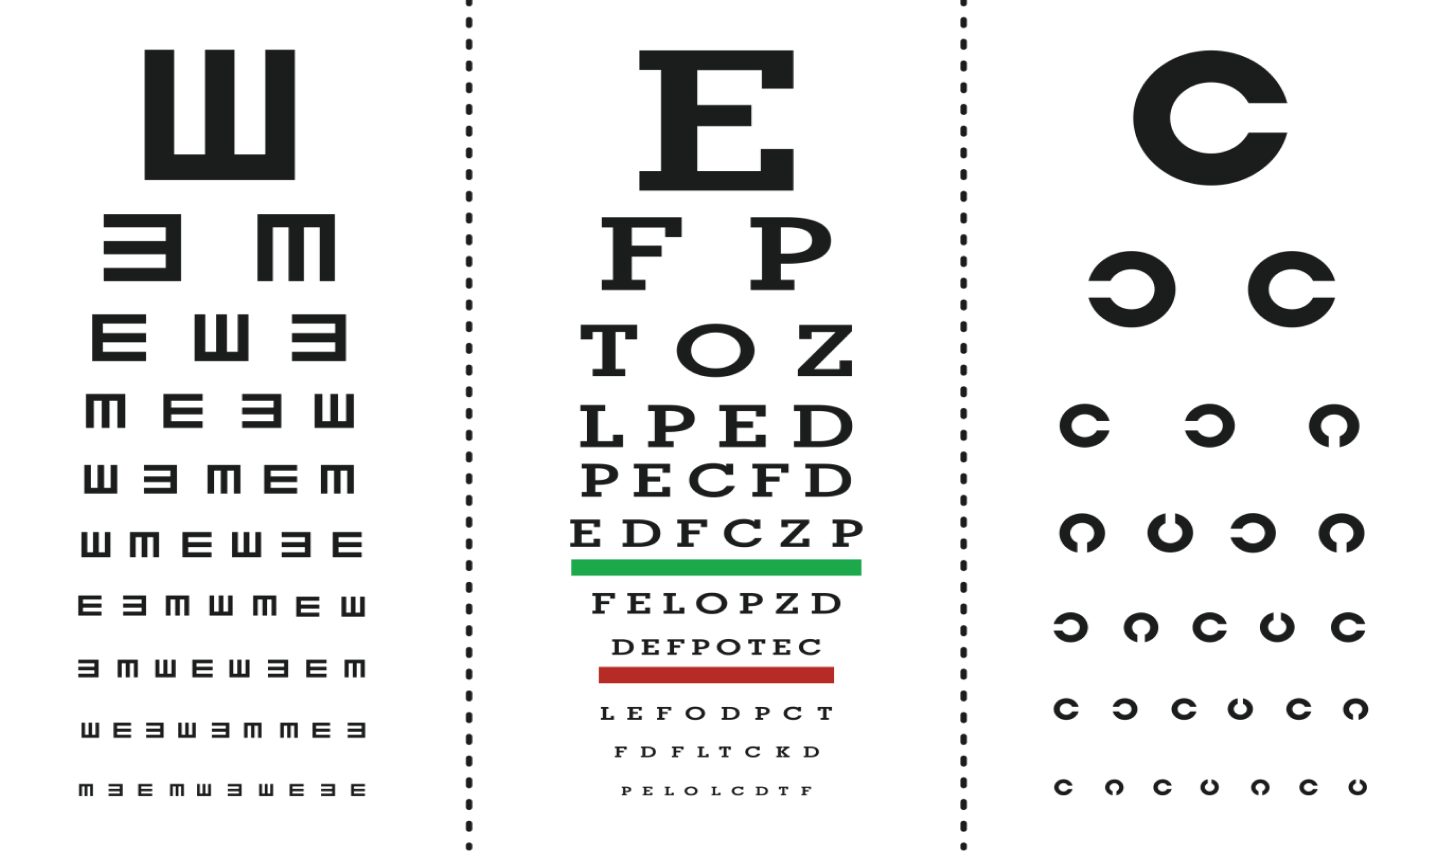 E
F P
T O Z
L P E D
P E C F D
E D F C Z P
F E L O P Z D
D E F P O T E C
L E F O D P C T
F D F L T C K D
P E L O L C D T F